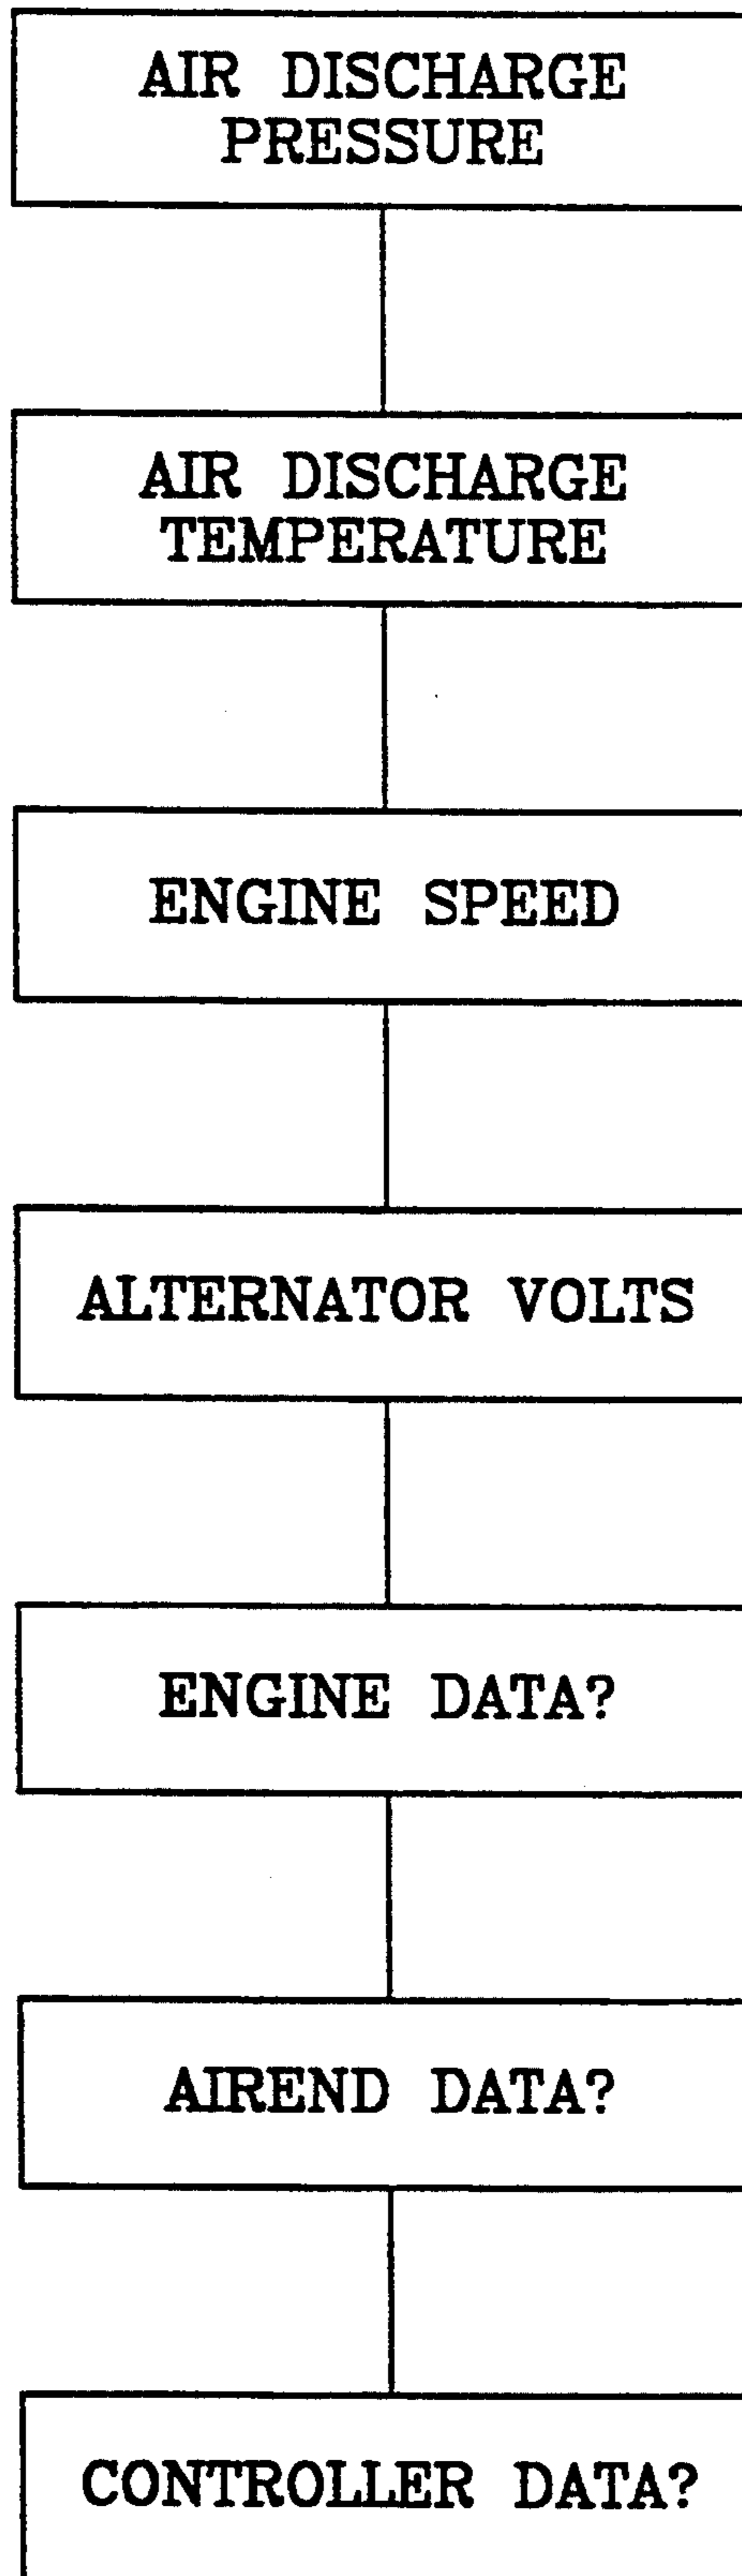 AIR DISCHARGE
PRESSURE
AIR DISCHARGE
TEMPERATURE
ENGINE SPEED
ALTERNATOR VOLTS
ENGINE DATA?
AIREND DATA?
CONTROLLER DATA?